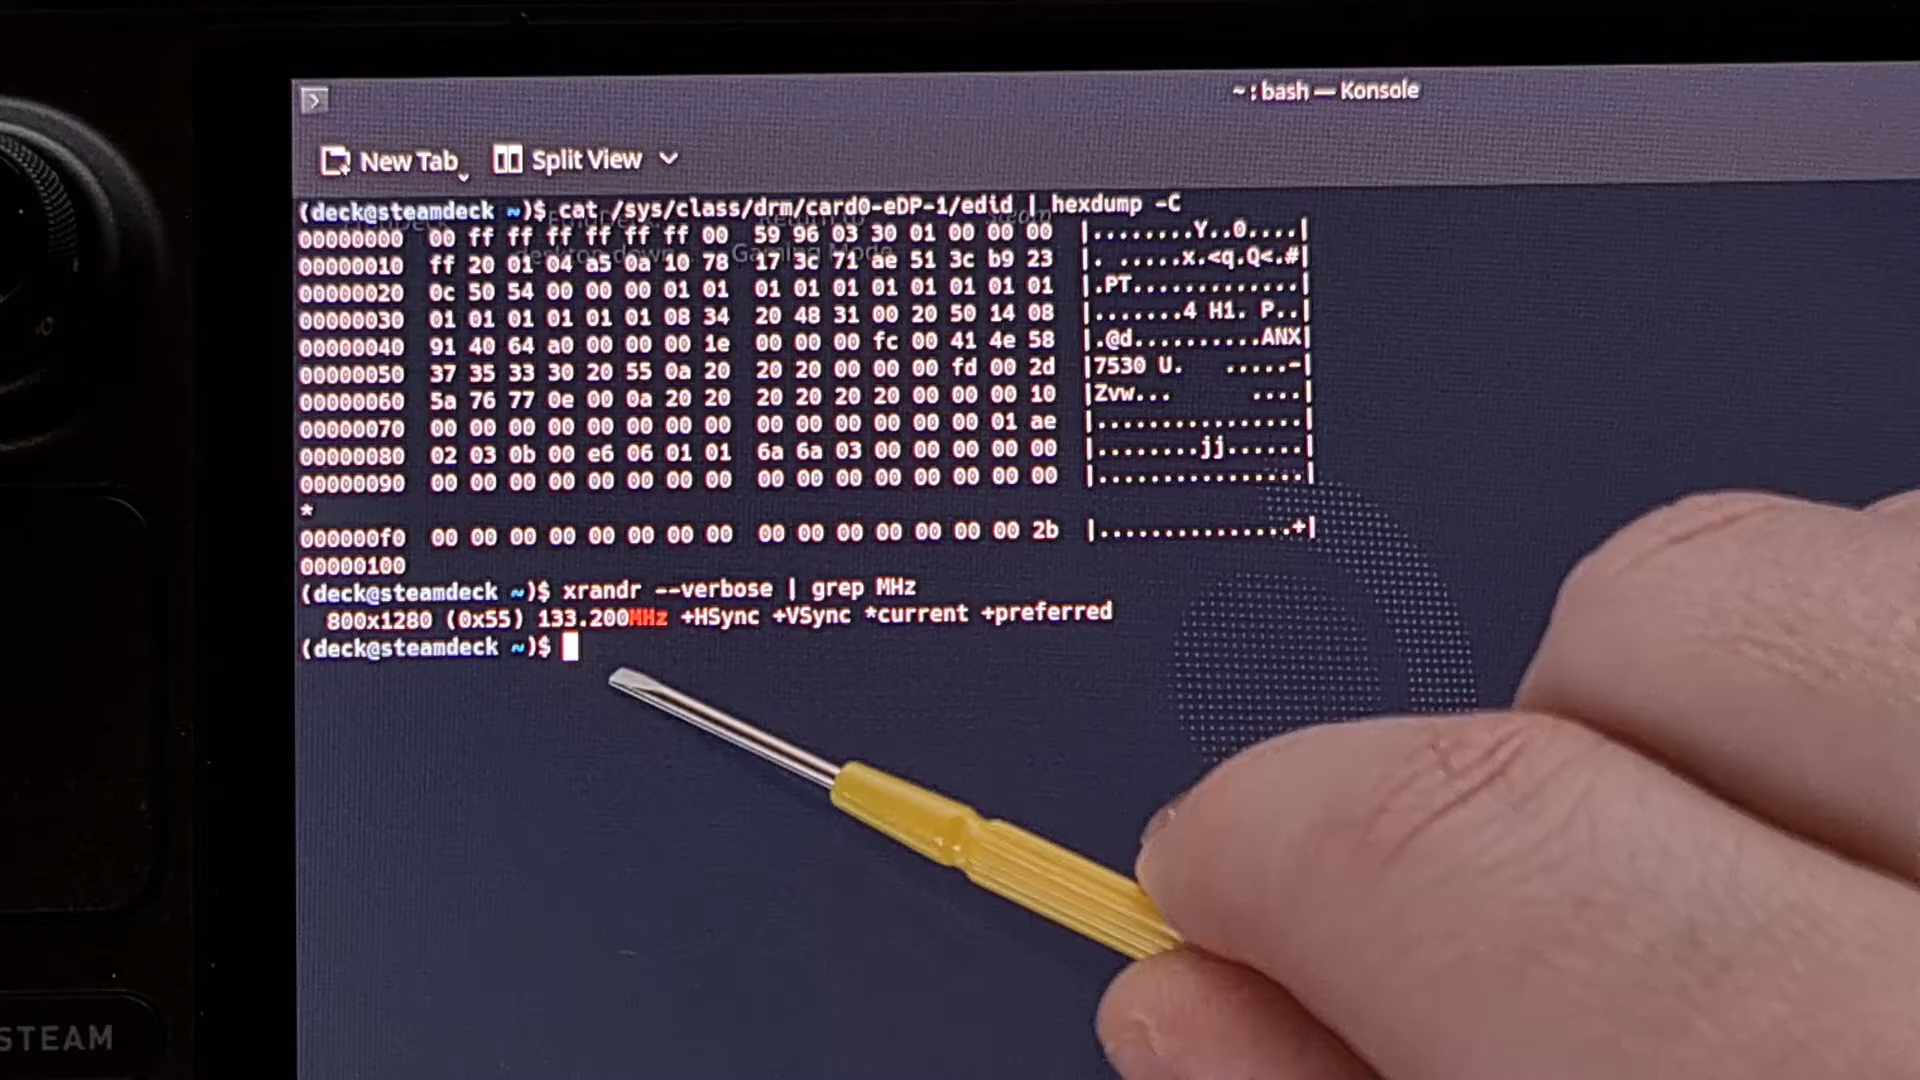 ~ : bash — Konsole
New Tab
Split View
(deck@steamdeck ~)$ cat /sys/class/drm/card0-eDP-1/edid | hexdump -C
00000000  00 ff ff ff ff ff ff 00  59 96 03 30 01 00 00 00  |........Y..0....|
00000010  ff 20 01 04 a5 0a 10 78  17 3c 71 ae 51 3c b9 23  |. .....x.<q.Q<.#|
00000020  0c 50 54 00 00 00 01 01  01 01 01 01 01 01 01 01  |.PT.............|
00000030  01 01 01 01 01 01 08 34  20 48 31 00 20 50 14 08  |.......4 H1. P..|
00000040  91 40 64 a0 00 00 00 1e  00 00 00 fc 00 41 4e 58  |.@d..........ANX|
00000050  37 35 33 30 20 55 0a 20  20 20 00 00 00 fd 00 2d  |7530 U.   .....-|
00000060  5a 76 77 0e 00 0a 20 20  20 20 20 20 00 00 00 10  |Zvw...      ....|
00000070  00 00 00 00 00 00 00 00  00 00 00 00 00 00 01 ae  |................|
00000080  02 03 0b 00 e6 06 01 01  6a 6a 03 00 00 00 00 00  |........jj......|
00000090  00 00 00 00 00 00 00 00  00 00 00 00 00 00 00 00  |................|
*
000000f0  00 00 00 00 00 00 00 00  00 00 00 00 00 00 00 2b  |...............+|
00000100
(deck@steamdeck ~)$ xrandr --verbose | grep MHz
800x1280 (0x55) 133.200MHz +HSync +VSync *current +preferred
(deck@steamdeck ~)$
STEAM